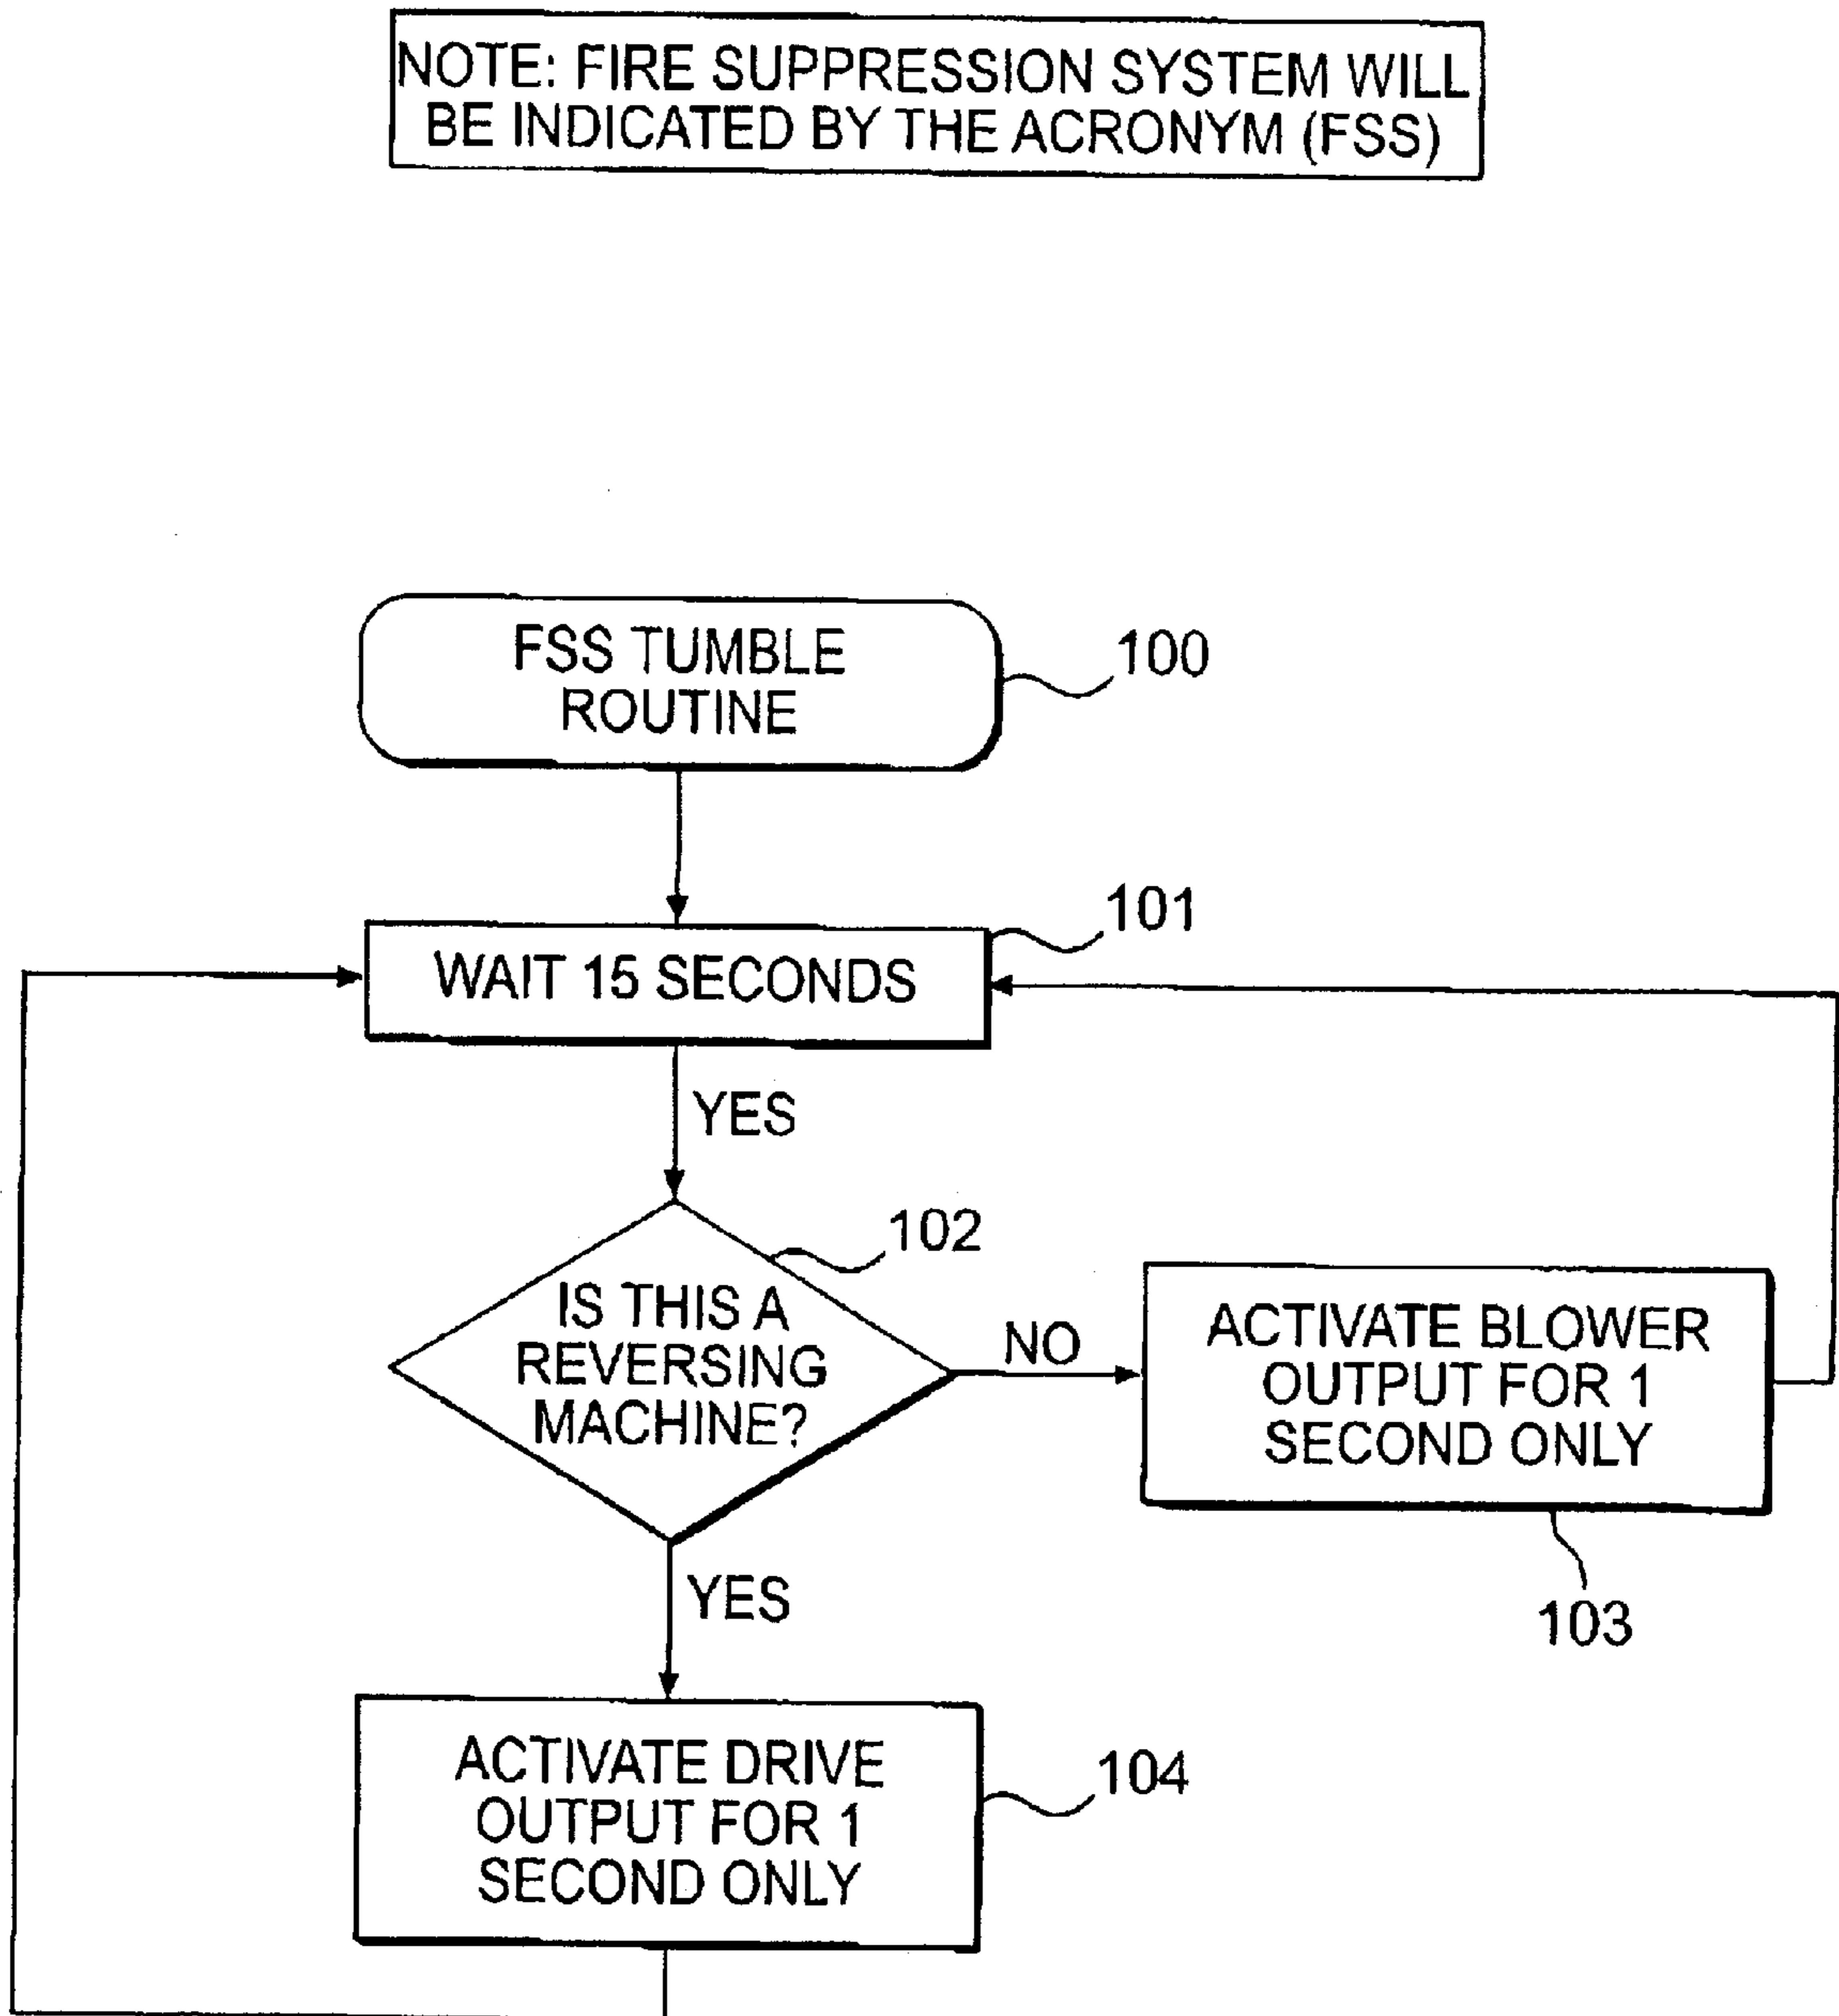 NOTE: FIRE SUPPRESSION SYSTEM WILL
BE INDICATED BY THE ACRONYM (FSS)
FSS TUMBLE
ROUTINE
100
WAIT 15 SECONDS
101
YES
IS THIS A
REVERSING
MACHINE?
102
NO
ACTIVATE BLOWER
OUTPUT FOR 1
SECOND ONLY
103
YES
ACTIVATE DRIVE
OUTPUT FOR 1
SECOND ONLY
104